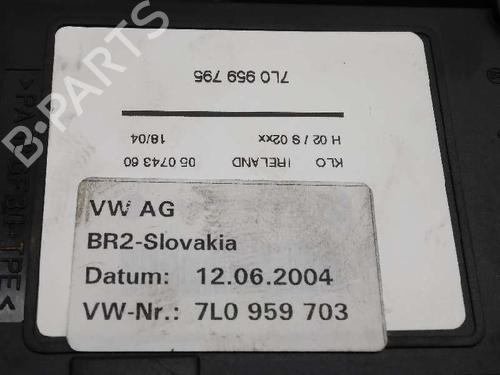 7L0 959 795
H 02 / S 02xx 18/04
KLO IRELAND 05 0743 60
VW AG
BR2-Slovakia
Datum: 12.06.2004
VW-Nr.: 7L0 959 703